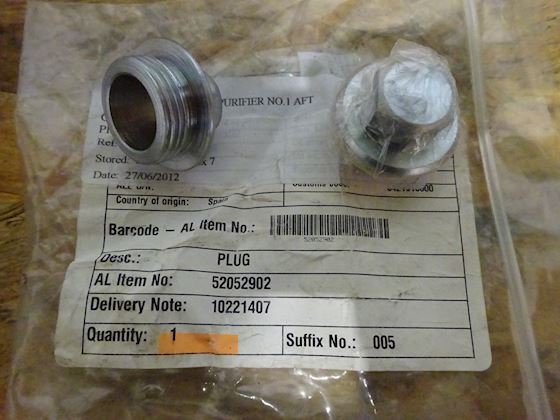 PURIFIER NO.1 AFT
Ref:
Stored: x 7
Date: 27/06/2012
Country of origin: Spain
Barcode – AL Item No.:
52052902
Desc.: PLUG
AL Item No: 52052902
Delivery Note: 10221407
Quantity: 1 Suffix No.: 005